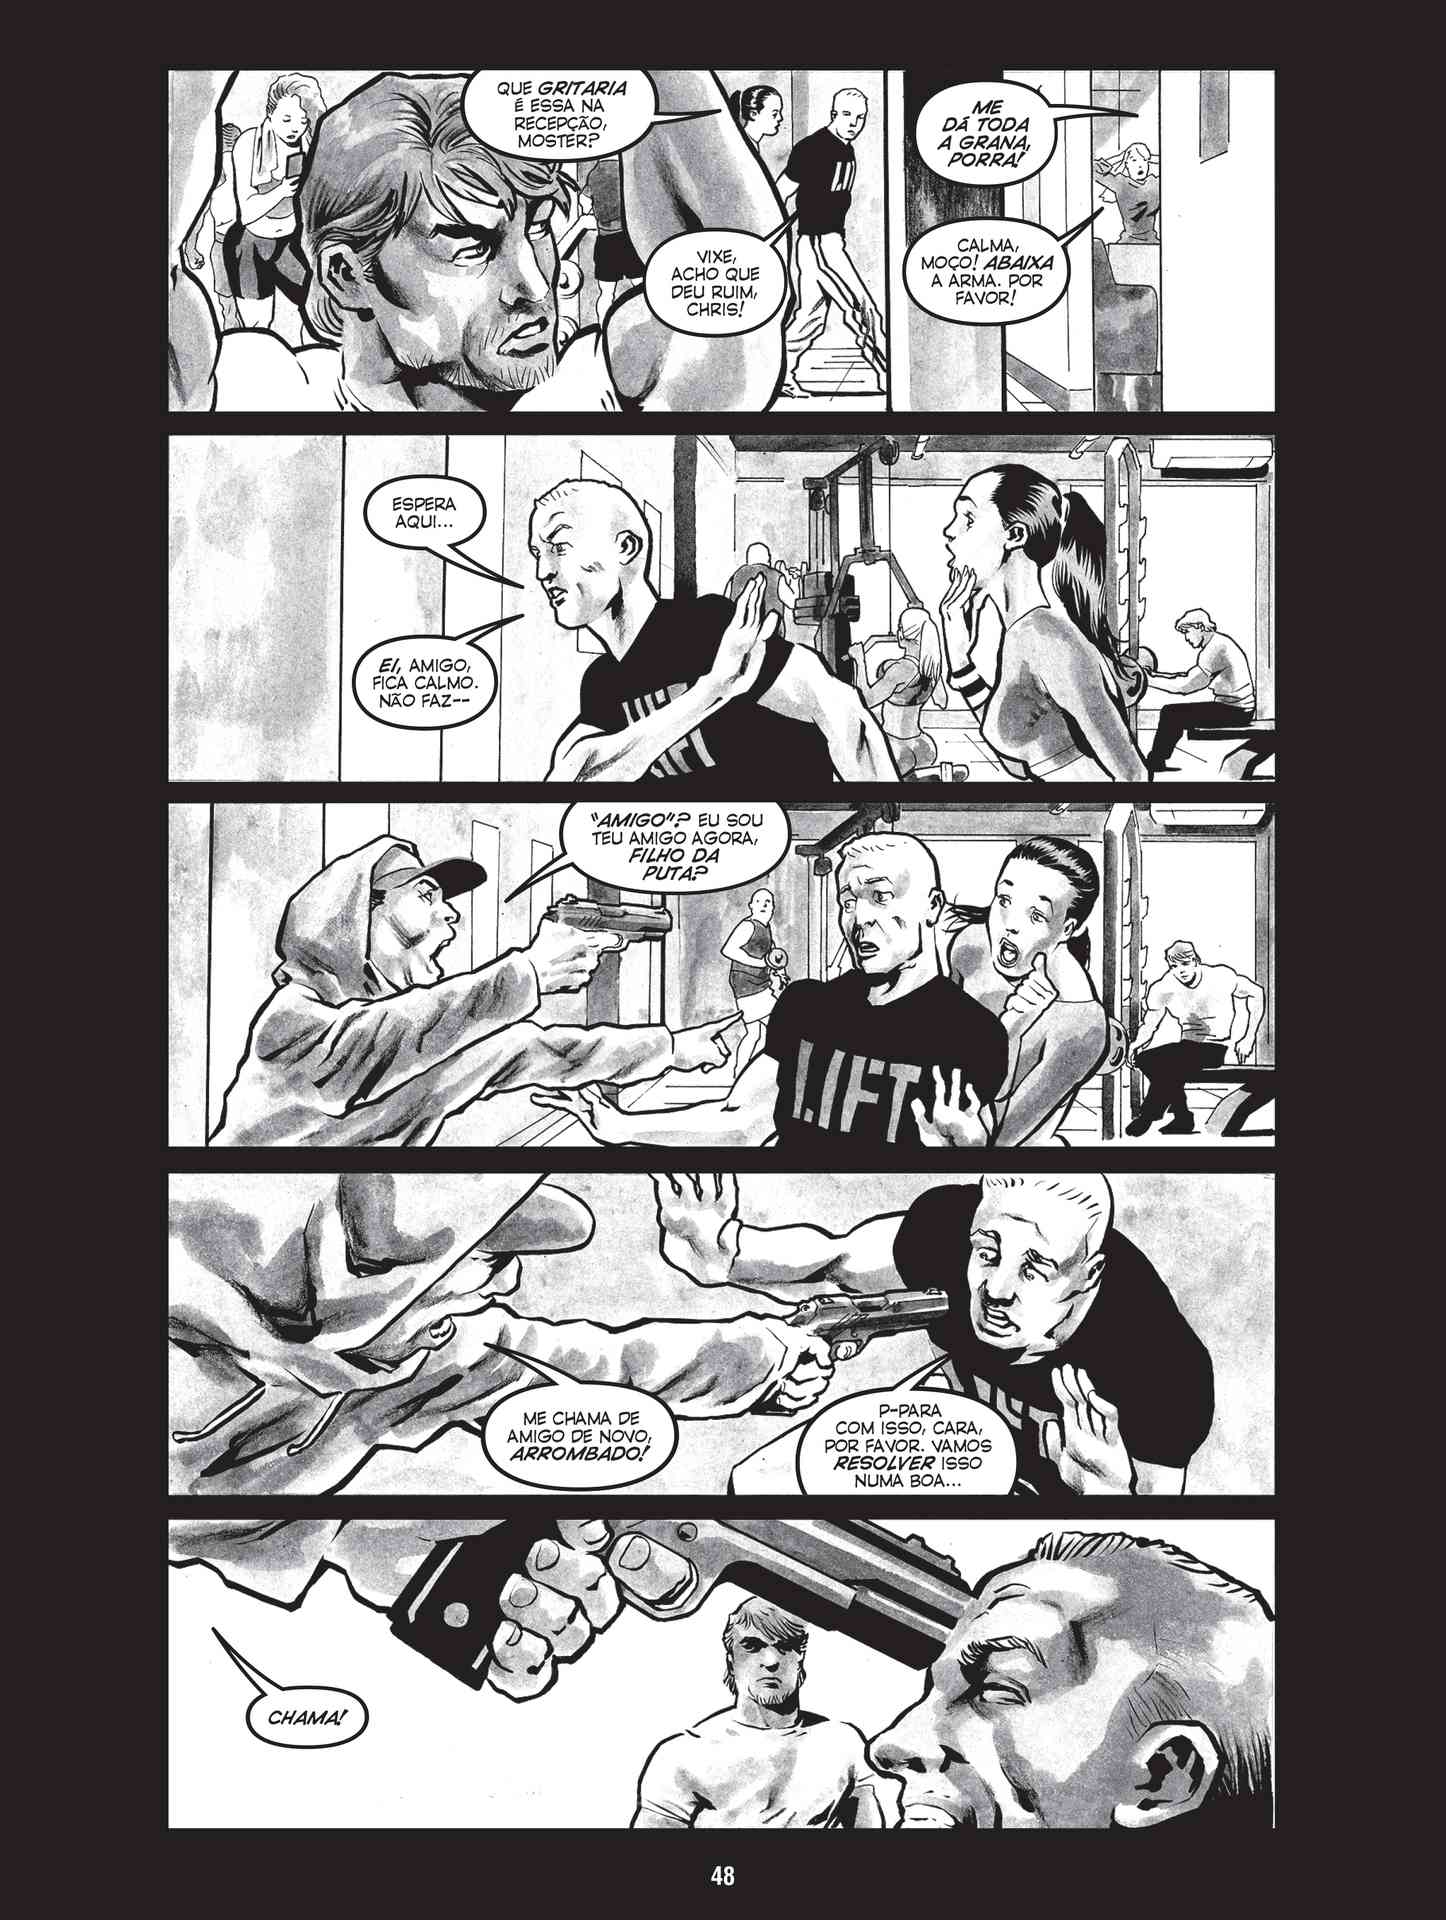 QUE GRITARIA
É ESSA NA
RECEPÇÃO,
MOSTER?
VIXE,
ACHO QUE
DEU RUIM,
CHRIS!
ME
DÁ TODA
A GRANA,
PORRA!
CALMA,
MOÇO! ABAIXA
A ARMA. POR
FAVOR!
ESPERA
AQUI...
EI, AMIGO,
FICA CALMO.
NÃO FAZ--
LIFT
"AMIGO"? EU SOU
TEU AMIGO AGORA,
FILHO DA
PUTA?
LIFT
ME CHAMA DE
AMIGO DE NOVO,
ARROMBADO!
P-PARA
COM ISSO, CARA,
POR FAVOR. VAMOS
RESOLVER ISSO
NUMA BOA...
CHAMA!
48